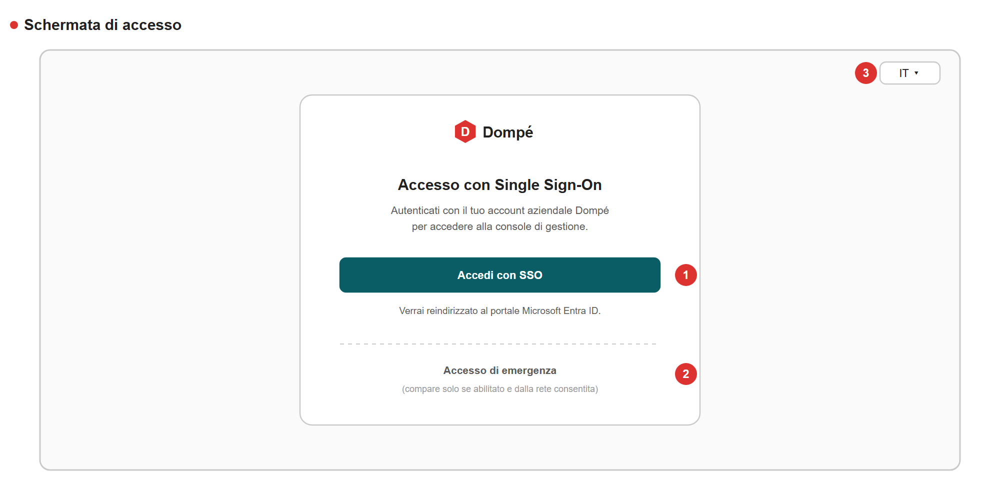 Schermata di accesso
3
IT ▾
D Dompé
Accesso con Single Sign-On
Autenticati con il tuo account aziendale Dompé
per accedere alla console di gestione.
Accedi con SSO
1
Verrai reindirizzato al portale Microsoft Entra ID.
Accesso di emergenza
2
(compare solo se abilitato e dalla rete consentita)